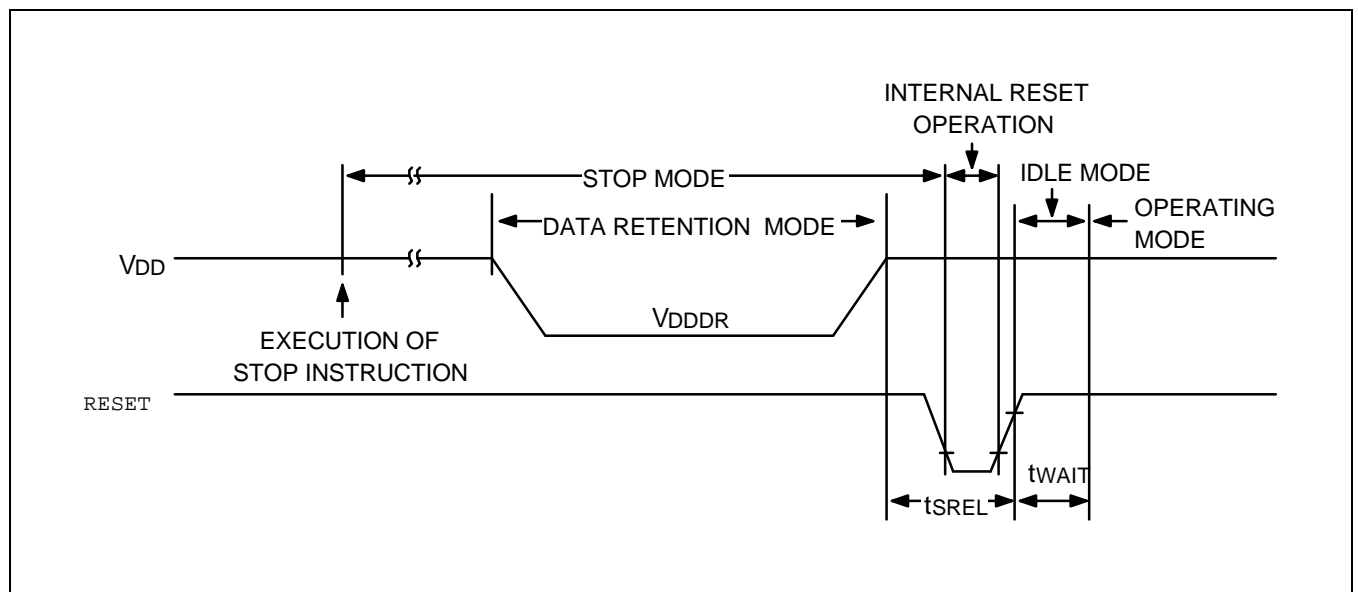 INTERNAL RESET
OPERATION
IDLE MODE
STOP MODE
OPERATING
MODE
DATA RETENTION MODE
VDD
VDDDR
EXECUTION OF
STOP INSTRUCTION
RESET
tWAIT
tSREL